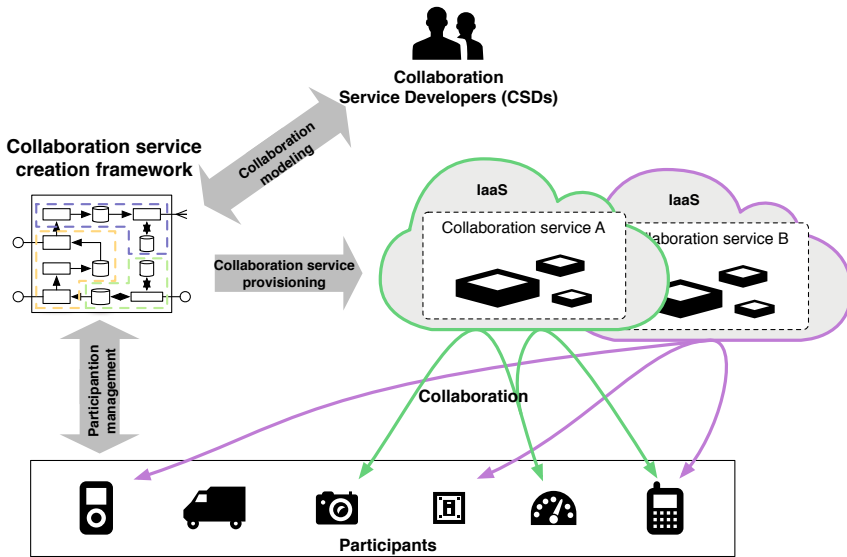 Collaboration
Service Developers (CSDs)
Collaboration
modeling
Collaboration service
creation framework
IaaS
IaaS
Collaboration service A
llaboration service B
Collaboration service
provisioning
Participantion
management
Collaboration
Participants